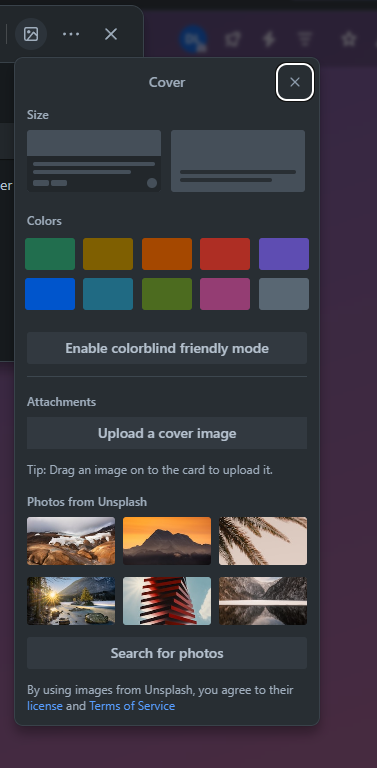 Cover
Size
er
Colors
Enable colorblind friendly mode
Attachments
Upload a cover image
Tip: Drag an image on to the card to upload it.
Photos from Unsplash
Search for photos
By using images from Unsplash, you agree to their
license and Terms of Service